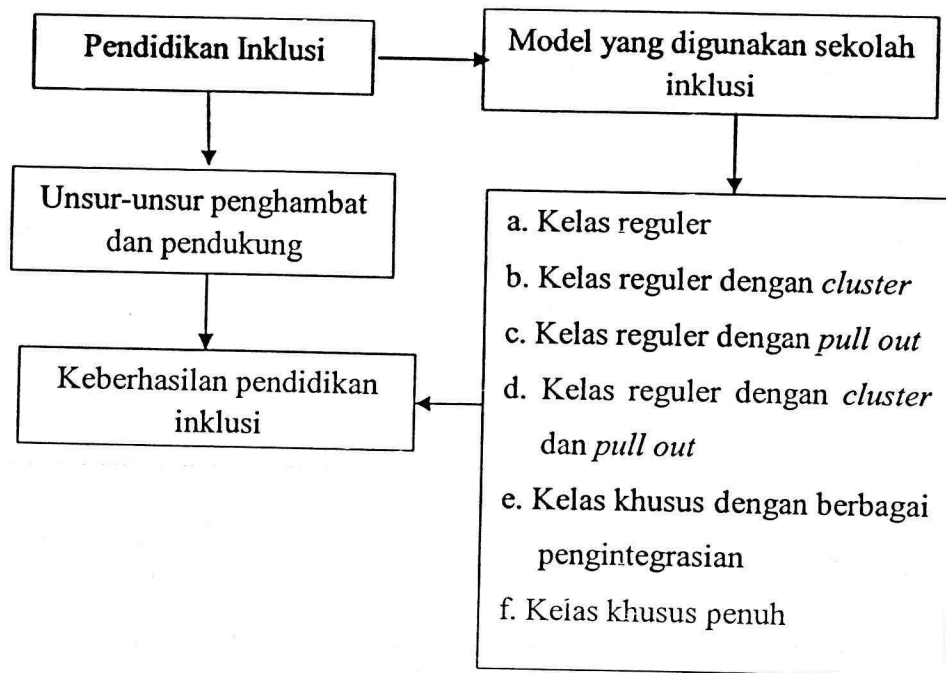 Pendidikan Inklusi
Model yang digunakan sekolah
inklusi
Unsur-unsur penghambat
dan pendukung
a. Kelas reguler
b. Kelas reguler dengan cluster
c. Kelas reguler dengan pull out
d. Kelas reguler dengan cluster
dan pull out
e. Kelas khusus dengan berbagai
pengintegrasian
f. Kelas khusus penuh
Keberhasilan pendidikan
inklusi